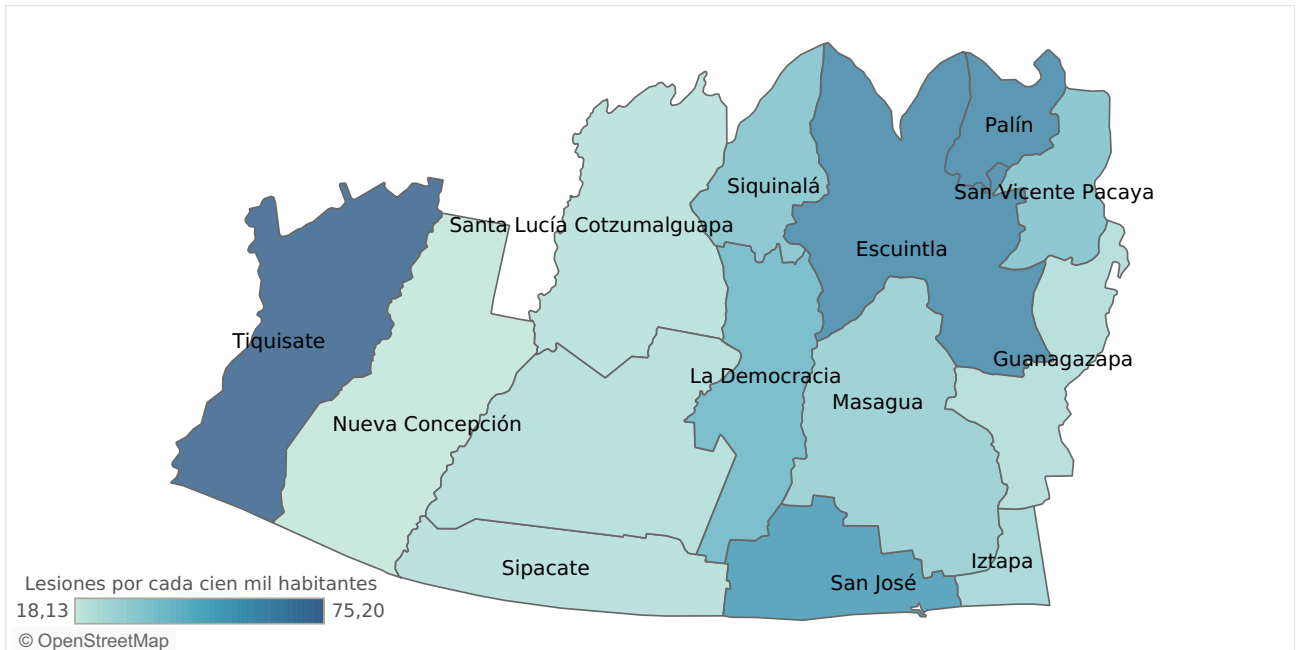 Palín
Siquinalá
San Vicente Pacaya
Santa Lucía Cotzumalguapa
Escuintla
Tiquisate
Guanagazapa
La Democracia
Masagua
Nueva Concepción
Iztapa
Sipacate
San José
Lesiones por cada cien mil habitantes
18,13 75,20
© OpenStreetMap